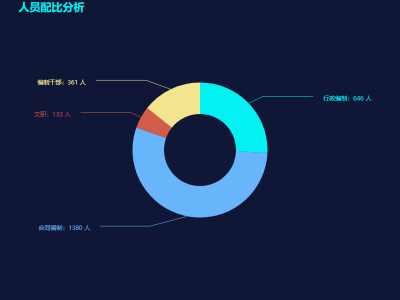 人员配比分析
编制干部：361 人
行政编制：646 人
文职：133 人
合同编制：1380 人